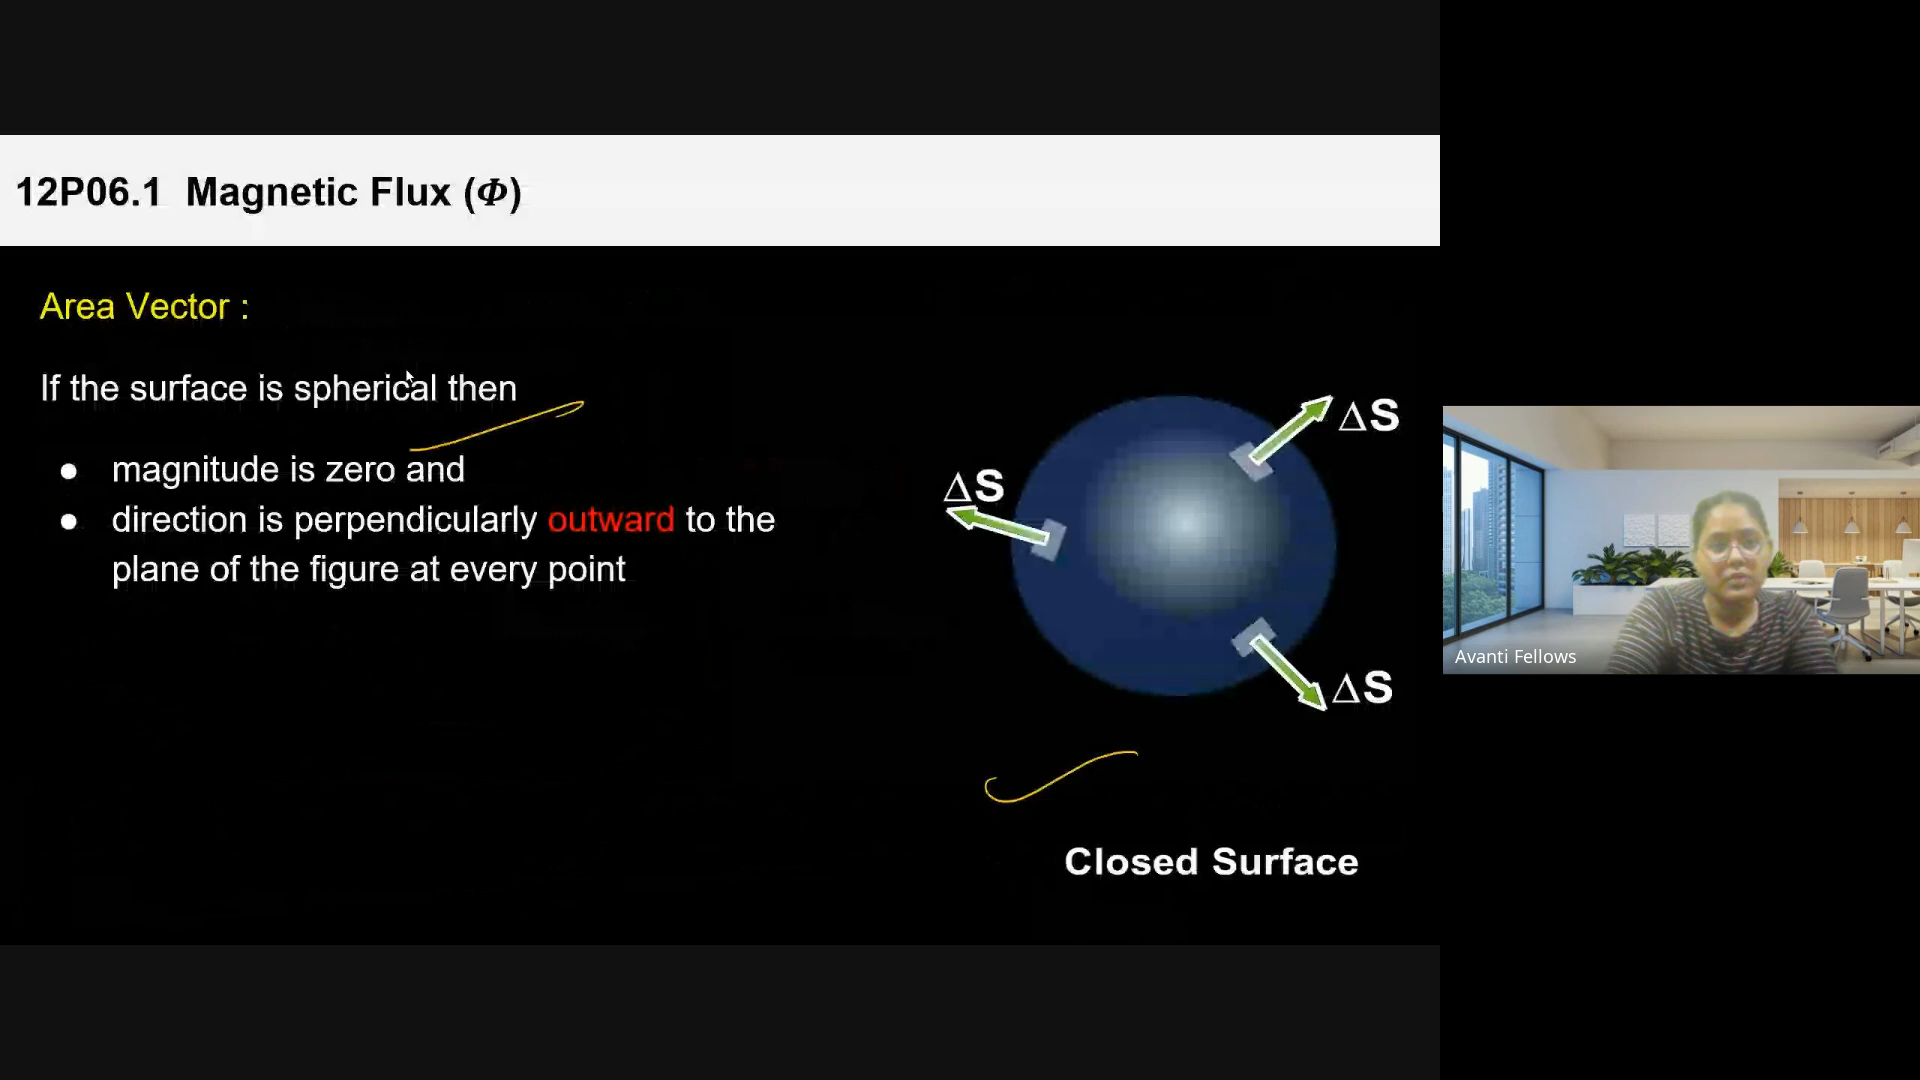 12P06.1 Magnetic Flux (Φ)
Area Vector :
If the surface is spherical then
● magnitude is zero and
● direction is perpendicularly outward to the
plane of the figure at every point
ΔS
ΔS
ΔS
Closed Surface
Avanti Fellows